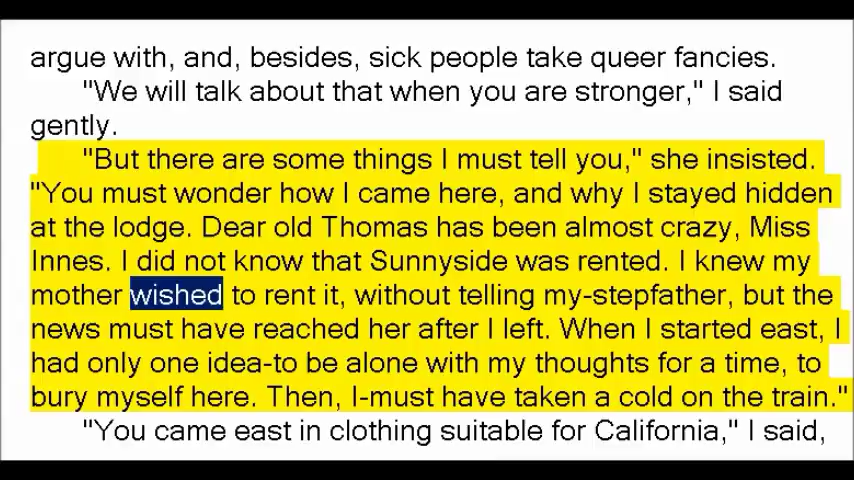 argue with, and, besides, sick people take queer fancies.
"We will talk about that when you are stronger," I said
gently.
"But there are some things I must tell you," she insisted.
"You must wonder how I came here, and why I stayed hidden
at the lodge. Dear old Thomas has been almost crazy, Miss
Innes. I did not know that Sunnyside was rented. I knew my
mother wished to rent it, without telling my-stepfather, but the
news must have reached her after I left. When I started east, I
had only one idea-to be alone with my thoughts for a time, to
bury myself here. Then, I-must have taken a cold on the train."
"You came east in clothing suitable for California," I said,